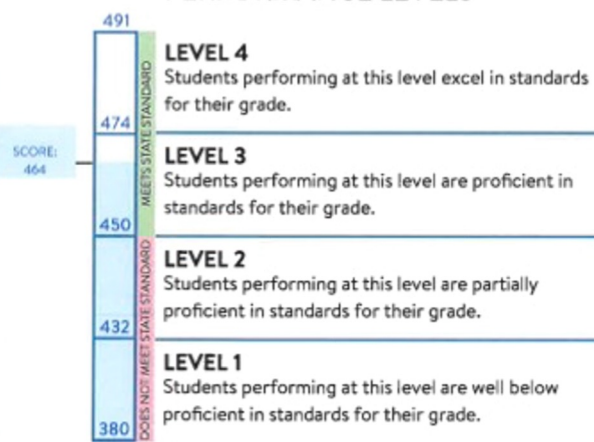 491
LEVEL 4
Students performing at this level excel in standards
for their grade.
474
SCORE:
464
LEVEL 3
Students performing at this level are proficient in
standards for their grade.
450
MEETS STATE STANDARD
LEVEL 2
Students performing at this level are partially
proficient in standards for their grade.
432
LEVEL 1
Students performing at this level are well below
proficient in standards for their grade.
380
DOES NOT MEET STATE STANDARD